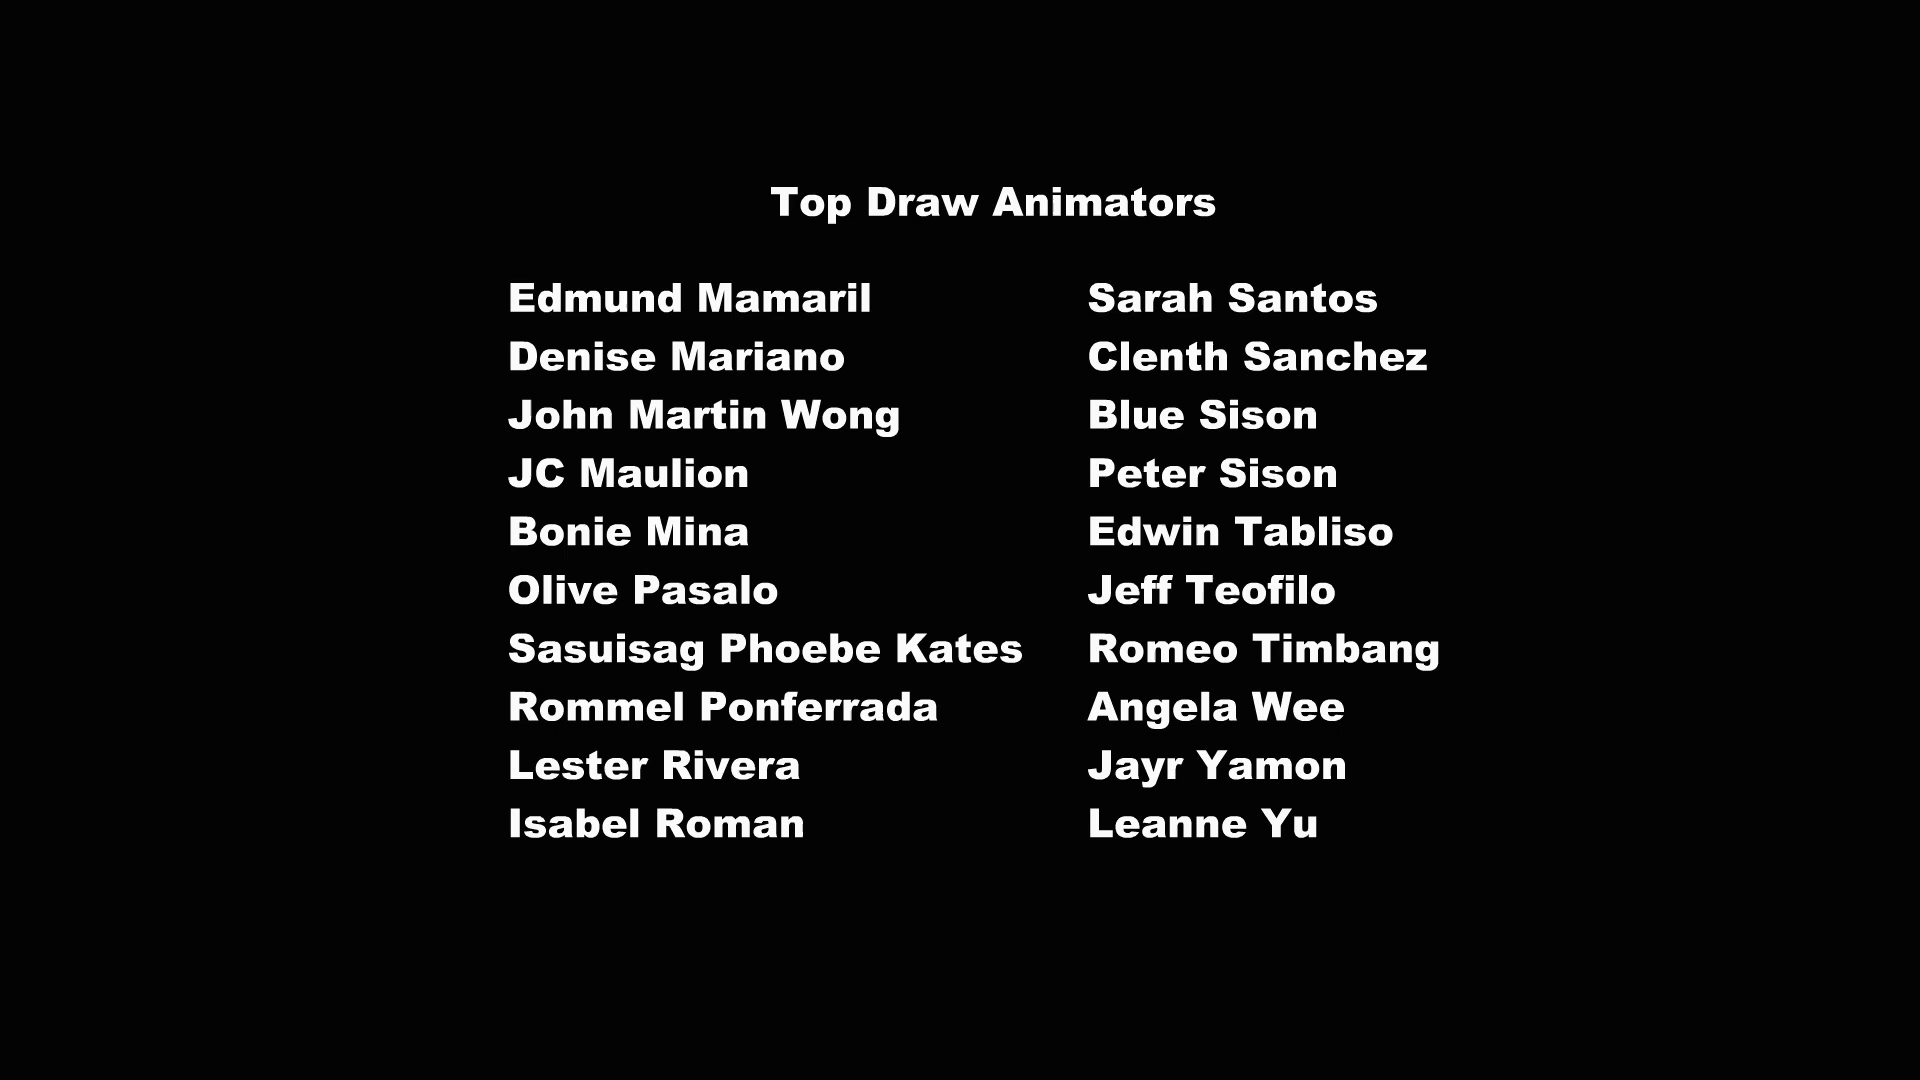 Top Draw Animators
Edmund Mamaril
Denise Mariano
John Martin Wong
JC Maulion
Bonie Mina
Olive Pasalo
Sasuisag Phoebe Kates
Rommel Ponferrada
Lester Rivera
Isabel Roman
Sarah Santos
Clenth Sanchez
Blue Sison
Peter Sison
Edwin Tabliso
Jeff Teofilo
Romeo Timbang
Angela Wee
Jayr Yamon
Leanne Yu